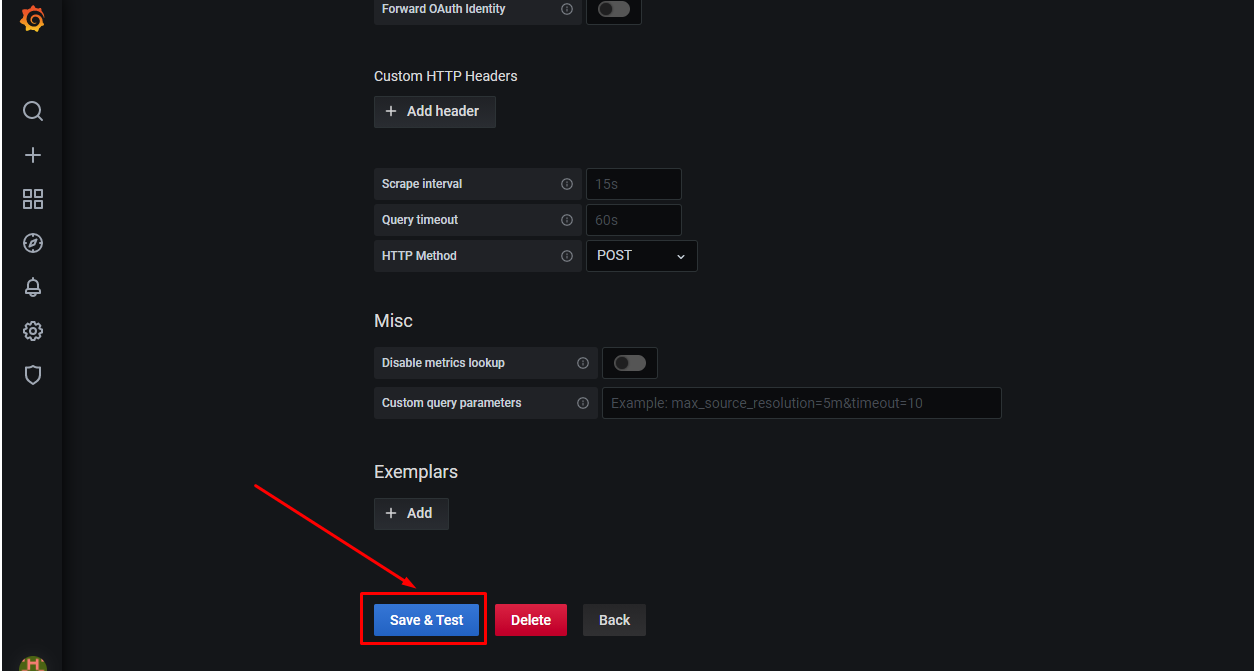 Forward OAuth Identity
Custom HTTP Headers
+ Add header
Scrape interval 15s
Query timeout 60s
HTTP Method POST
Misc
Disable metrics lookup
Custom query parameters Example: max_source_resolution=5m&timeout=10
Exemplars
+ Add
Save & Test Delete Back